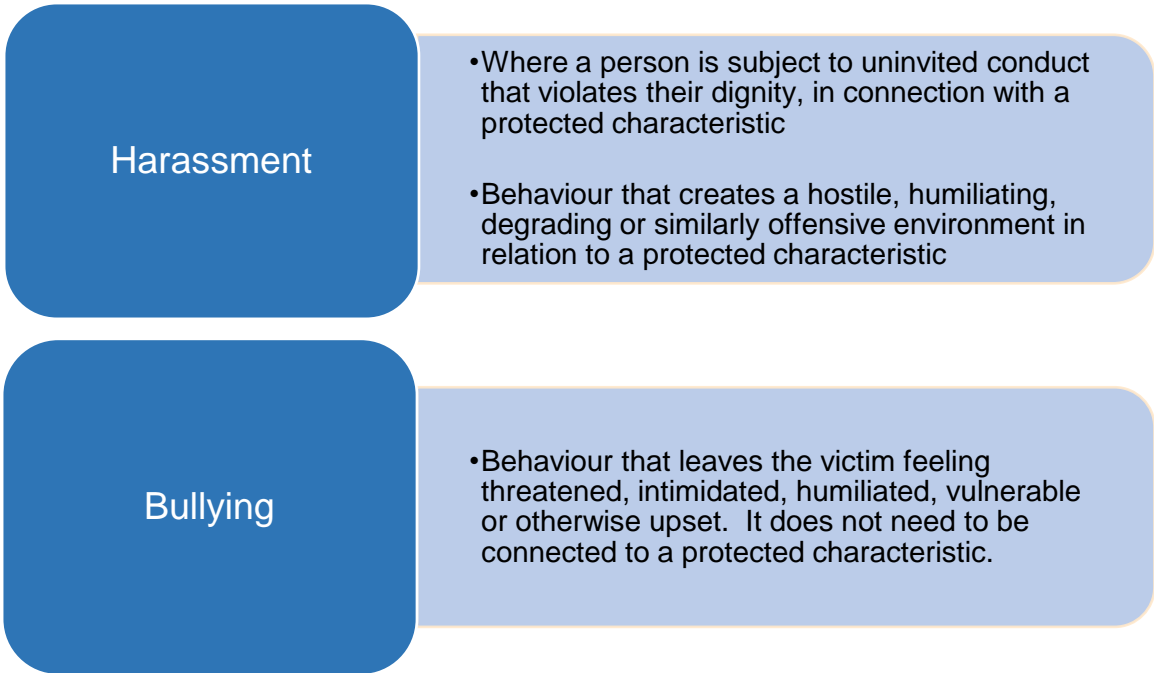 Harassment
•Where a person is subject to uninvited conduct
that violates their dignity, in connection with a
protected characteristic
•Behaviour that creates a hostile, humiliating,
degrading or similarly offensive environment in
relation to a protected characteristic
Bullying
•Behaviour that leaves the victim feeling
threatened, intimidated, humiliated, vulnerable
or otherwise upset.  It does not need to be
connected to a protected characteristic.